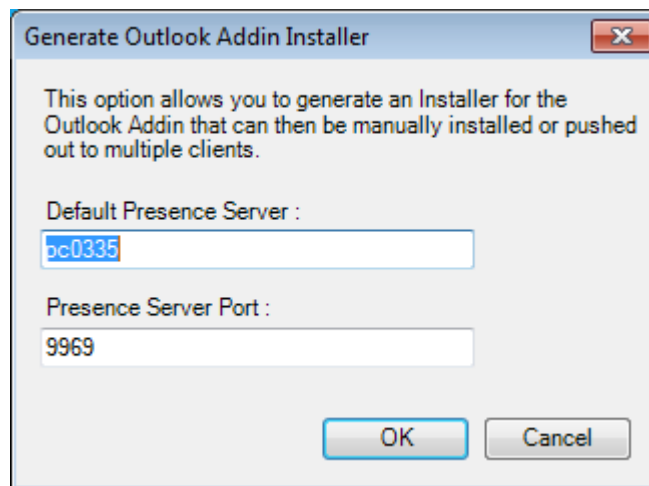 Generate Outlook Addin Installer
This option allows you to generate an Installer for the
Outlook Addin that can then be manually installed or pushed
out to multiple clients.
Default Presence Server :
pc0335
Presence Server Port :
9969
OK
Cancel